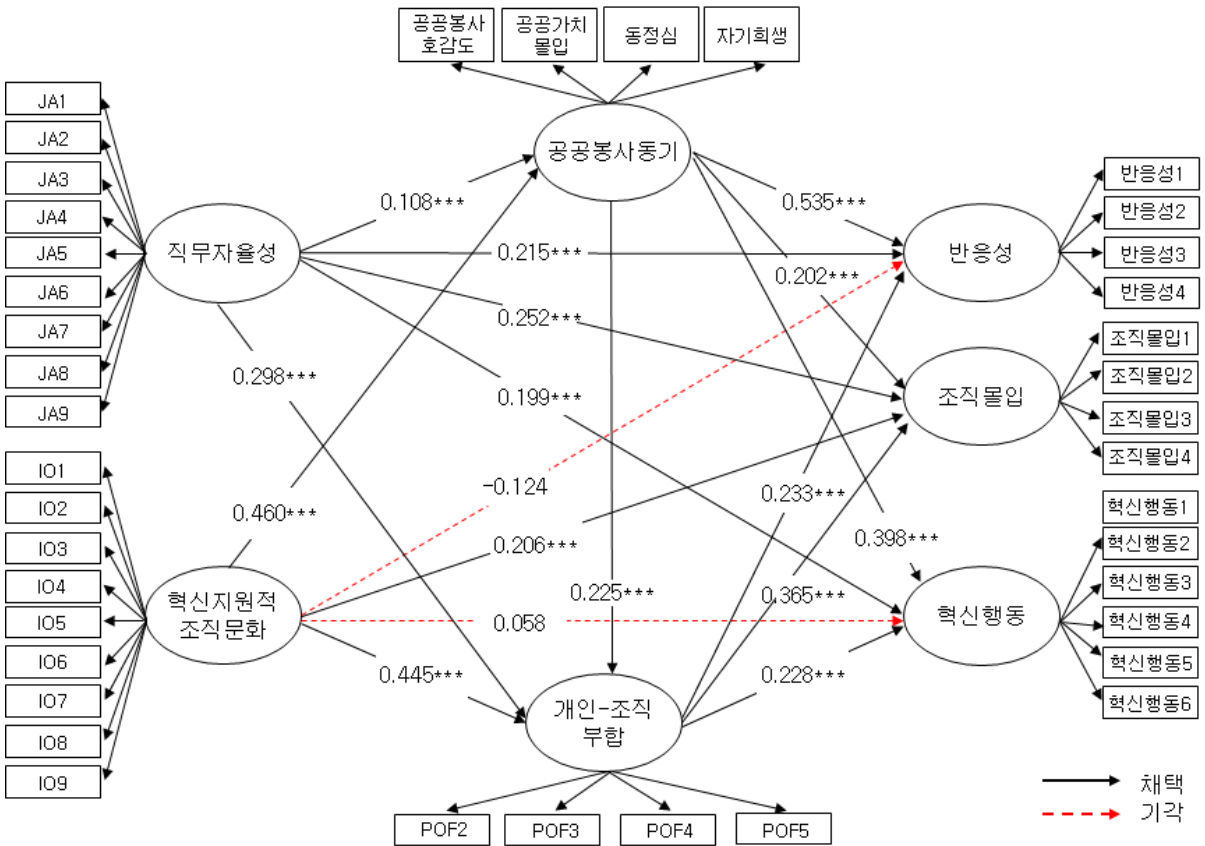 공공봉사
호감도
공공가치
몰입
동정심
자기희생
JA1
JA2
JA3
JA4
JA5
JA6
JA7
JA8
JA9
직무자율성
공공봉사동기
반응성
반응성1
반응성2
반응성3
반응성4
0.108***
0.535***
0.215***
0.202***
0.252***
0.298***
0.199***
조직몰입
조직몰입1
조직몰입2
조직몰입3
조직몰입4
IO1
IO2
IO3
IO4
IO5
IO6
IO7
IO8
IO9
혁신지원적
조직문화
-0.124
0.460***
0.233***
0.206***
0.398***
0.225***
0.365***
0.058
0.445***
0.228***
혁신행동
혁신행동1
혁신행동2
혁신행동3
혁신행동4
혁신행동5
혁신행동6
개인-조직
부합
POF2
POF3
POF4
POF5
채택
기각